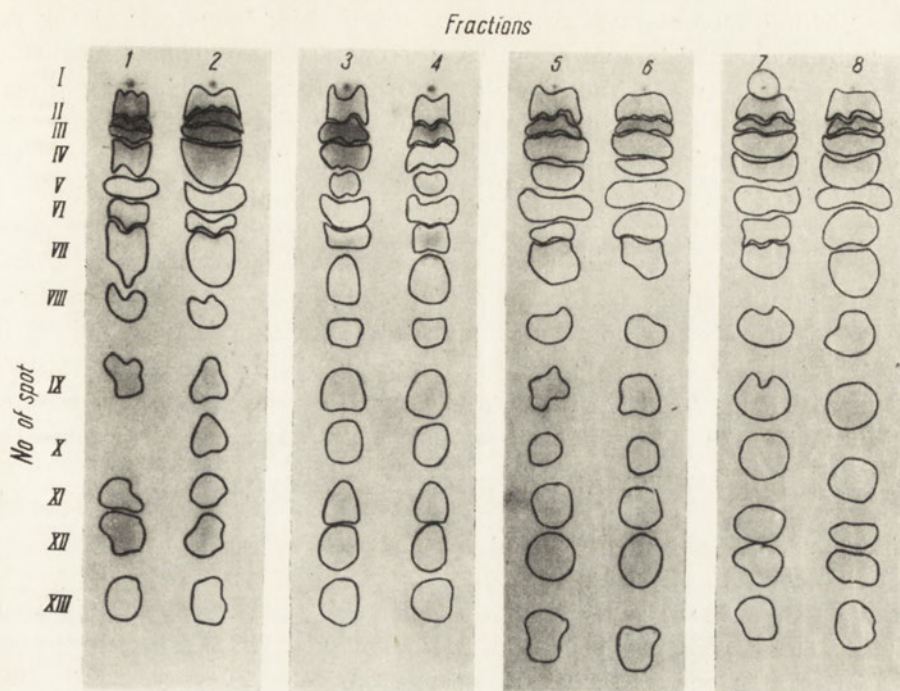 Fractions
1 2 3 4 5 6 7 8
I
II
III
IV
V
VI
VII
VIII
IX
X
XI
XII
XIII
No of spot